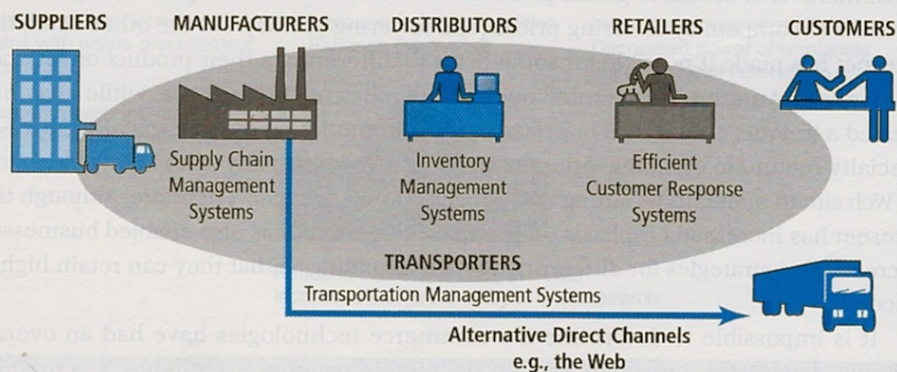 SUPPLIERS
MANUFACTURERS
DISTRIBUTORS
RETAILERS
CUSTOMERS
Supply Chain
Management
Systems
Inventory
Management
Systems
Efficient
Customer Response
Systems
TRANSPORTERS
Transportation Management Systems
Alternative Direct Channels
e.g., the Web